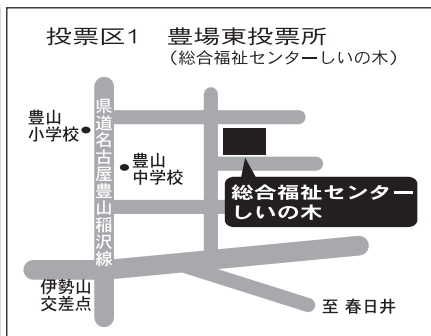 投票区1 豊場東投票所
(総合福祉センターしいの木)
県道名古屋豊山稲沢線
豊山
小学校
豊山
中学校
総合福祉センター
しいの木
伊勢山
交差点
至 春日井